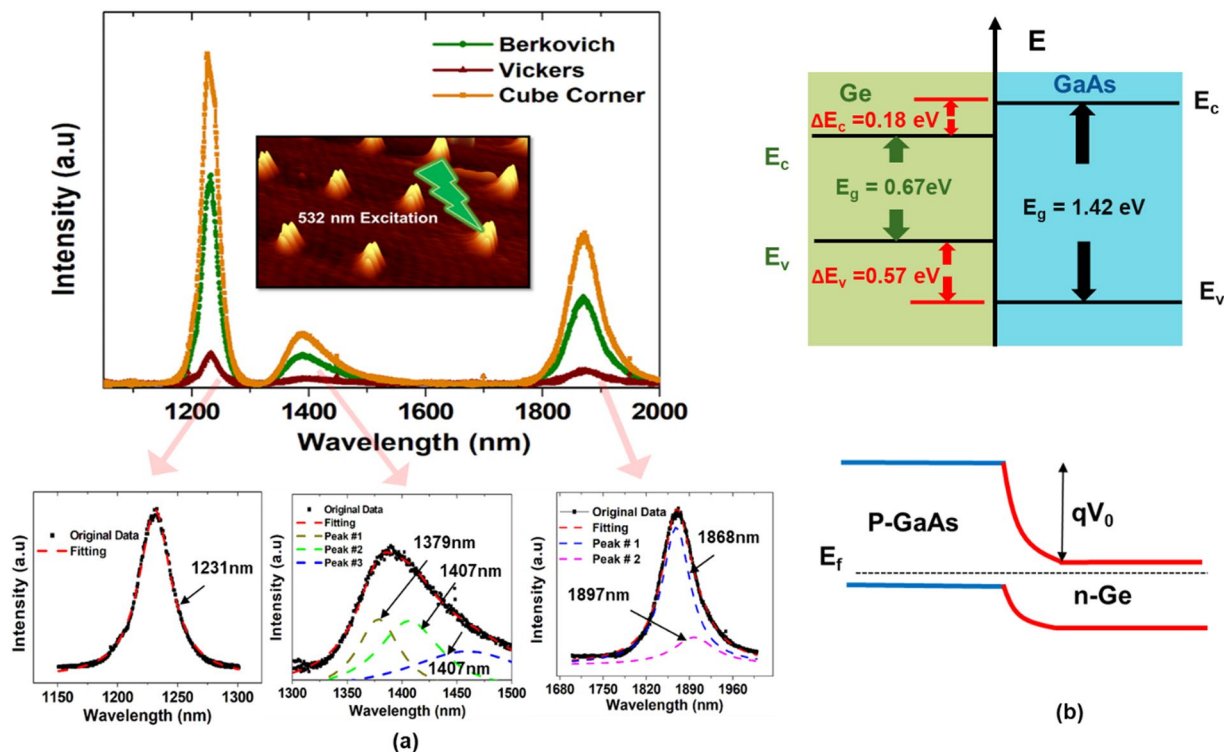 Berkovich
Vickers
Cube Corner
532 nm Excitation
Intensity (a.u)
1200 1400 1600 1800 2000
Wavelength (nm)
Original Data
Fitting
1231nm
Intensity (a.u)
1150 1200 1250 1300
Wavelength (nm)
Original Data
Fitting
Peak #1
Peak #2
Peak #3
1379nm
1407nm
1407nm
Intensity (a.u)
1300 1350 1400 1450 1500
Wavelength (nm)
Original Data
Fitting
Peak # 1
Peak # 2
1868nm
1897nm
Intensity (a.u)
1680 1750 1820 1890 1960
Wavelength (nm)
(a)
E
Ge
GaAs
ΔEc =0.18 eV
Ec
Ec
Eg = 0.67eV
Eg = 1.42 eV
Ev
ΔEv=0.57 eV
Ev
P-GaAs
qV0
Ef
n-Ge
(b)